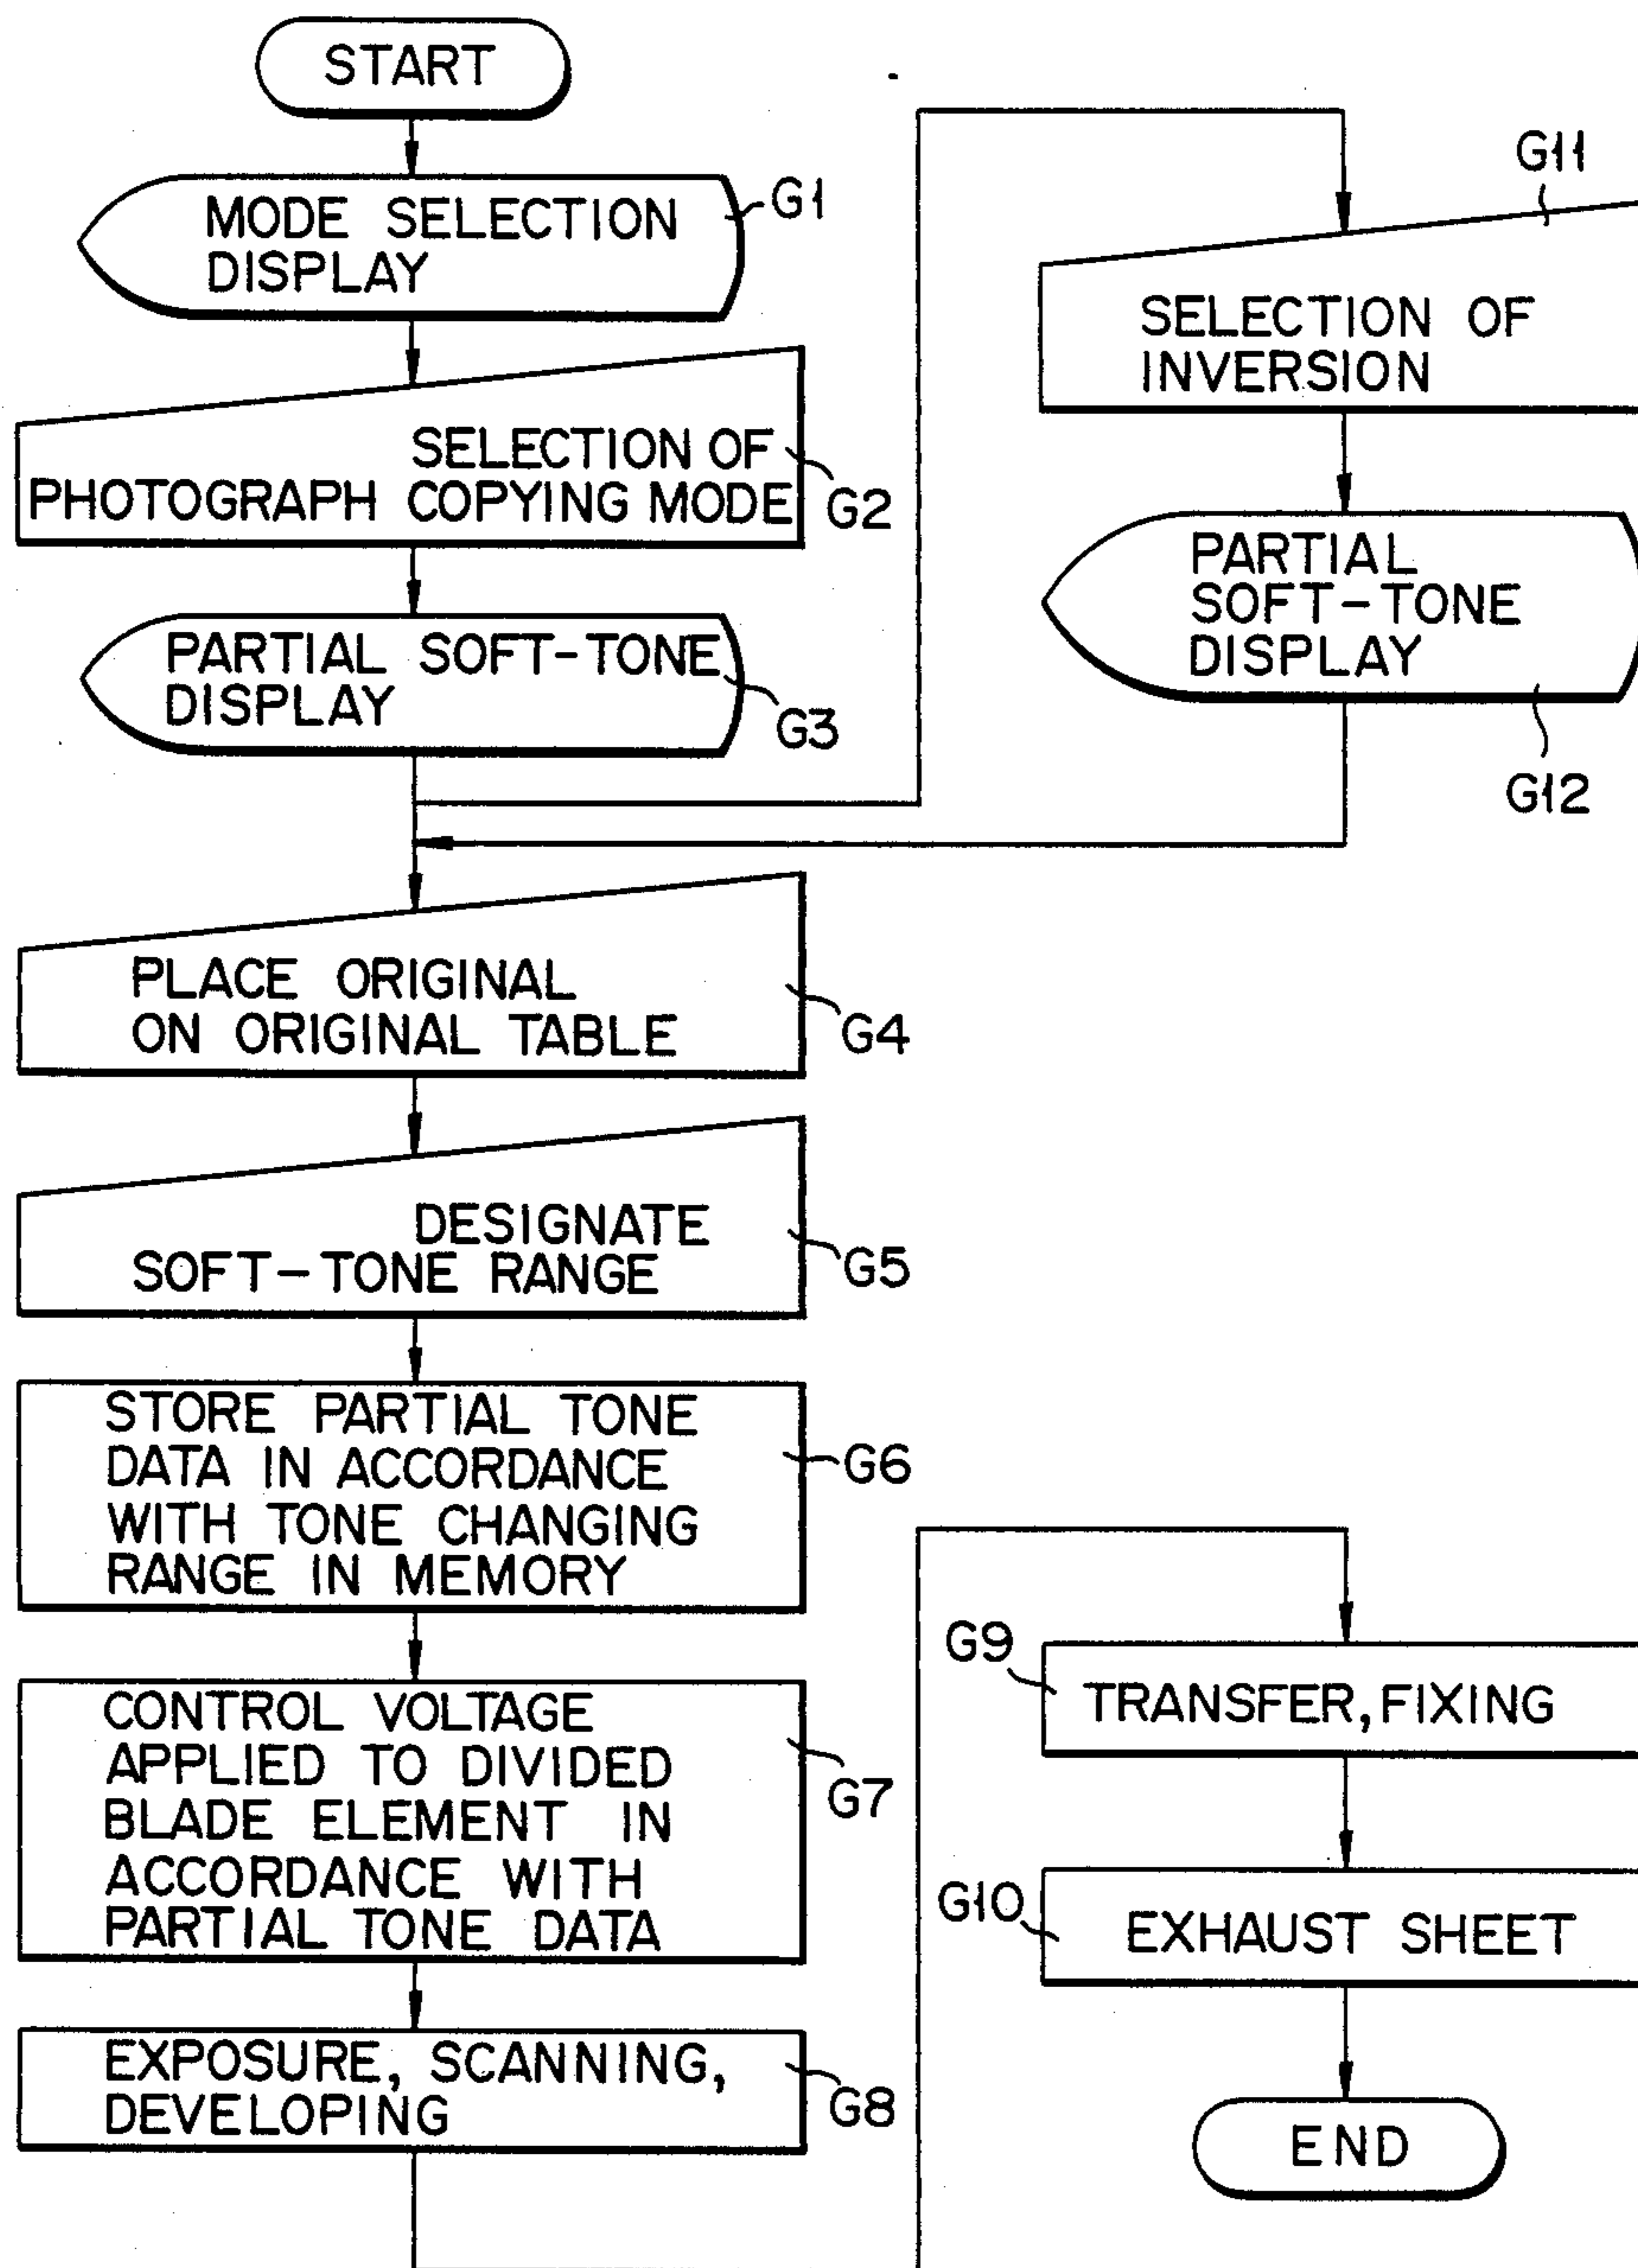 START
MODE SELECTION
DISPLAY
G1
SELECTION OF
PHOTOGRAPH COPYING MODE
G2
PARTIAL SOFT-TONE
DISPLAY
G3
G11
SELECTION OF
INVERSION
PARTIAL
SOFT-TONE
DISPLAY
G12
PLACE ORIGINAL
ON ORIGINAL TABLE
G4
DESIGNATE
SOFT-TONE RANGE
G5
STORE PARTIAL TONE
DATA IN ACCORDANCE
WITH TONE CHANGING
RANGE IN MEMORY
G6
CONTROL VOLTAGE
APPLIED TO DIVIDED
BLADE ELEMENT IN
ACCORDANCE WITH
PARTIAL TONE DATA
G7
EXPOSURE, SCANNING,
DEVELOPING
G8
G9
TRANSFER, FIXING
G10
EXHAUST SHEET
END